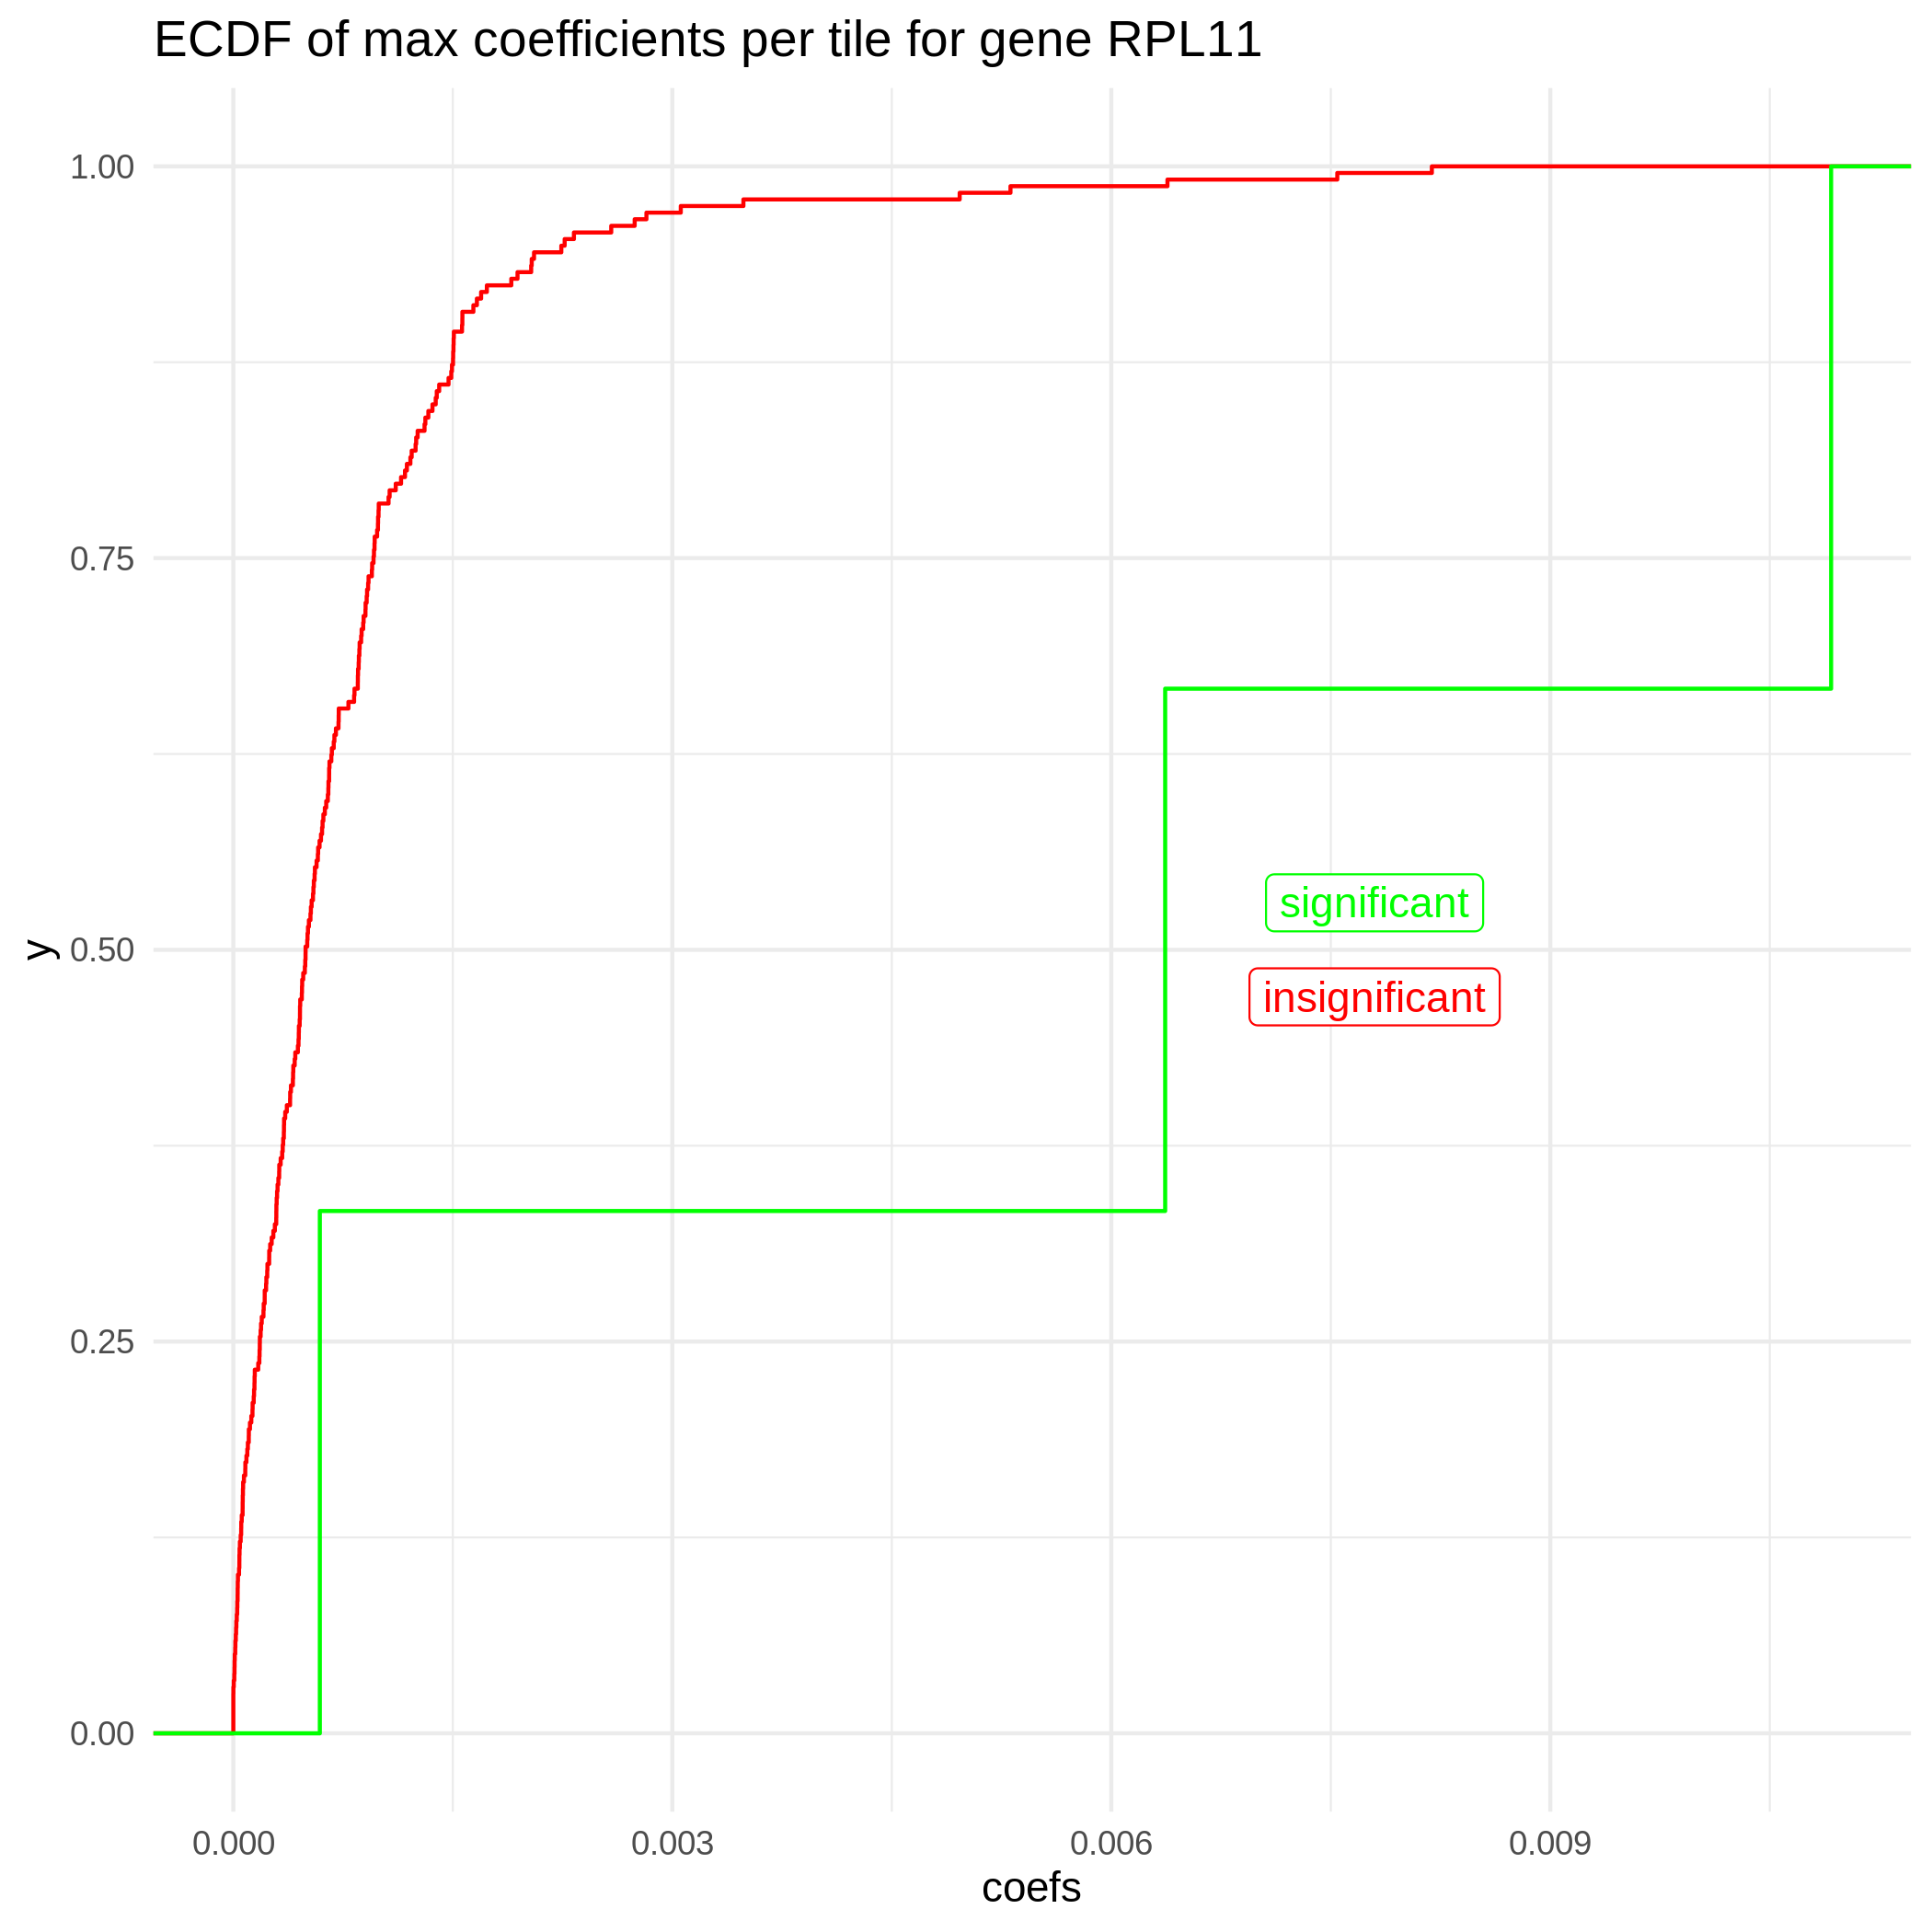 ECDF of max coefficients per tile for gene RPL11
1.00
0.75
0.50
0.25
0.00
y
significant
insignificant
0.000 0.003 0.006 0.009
coefs